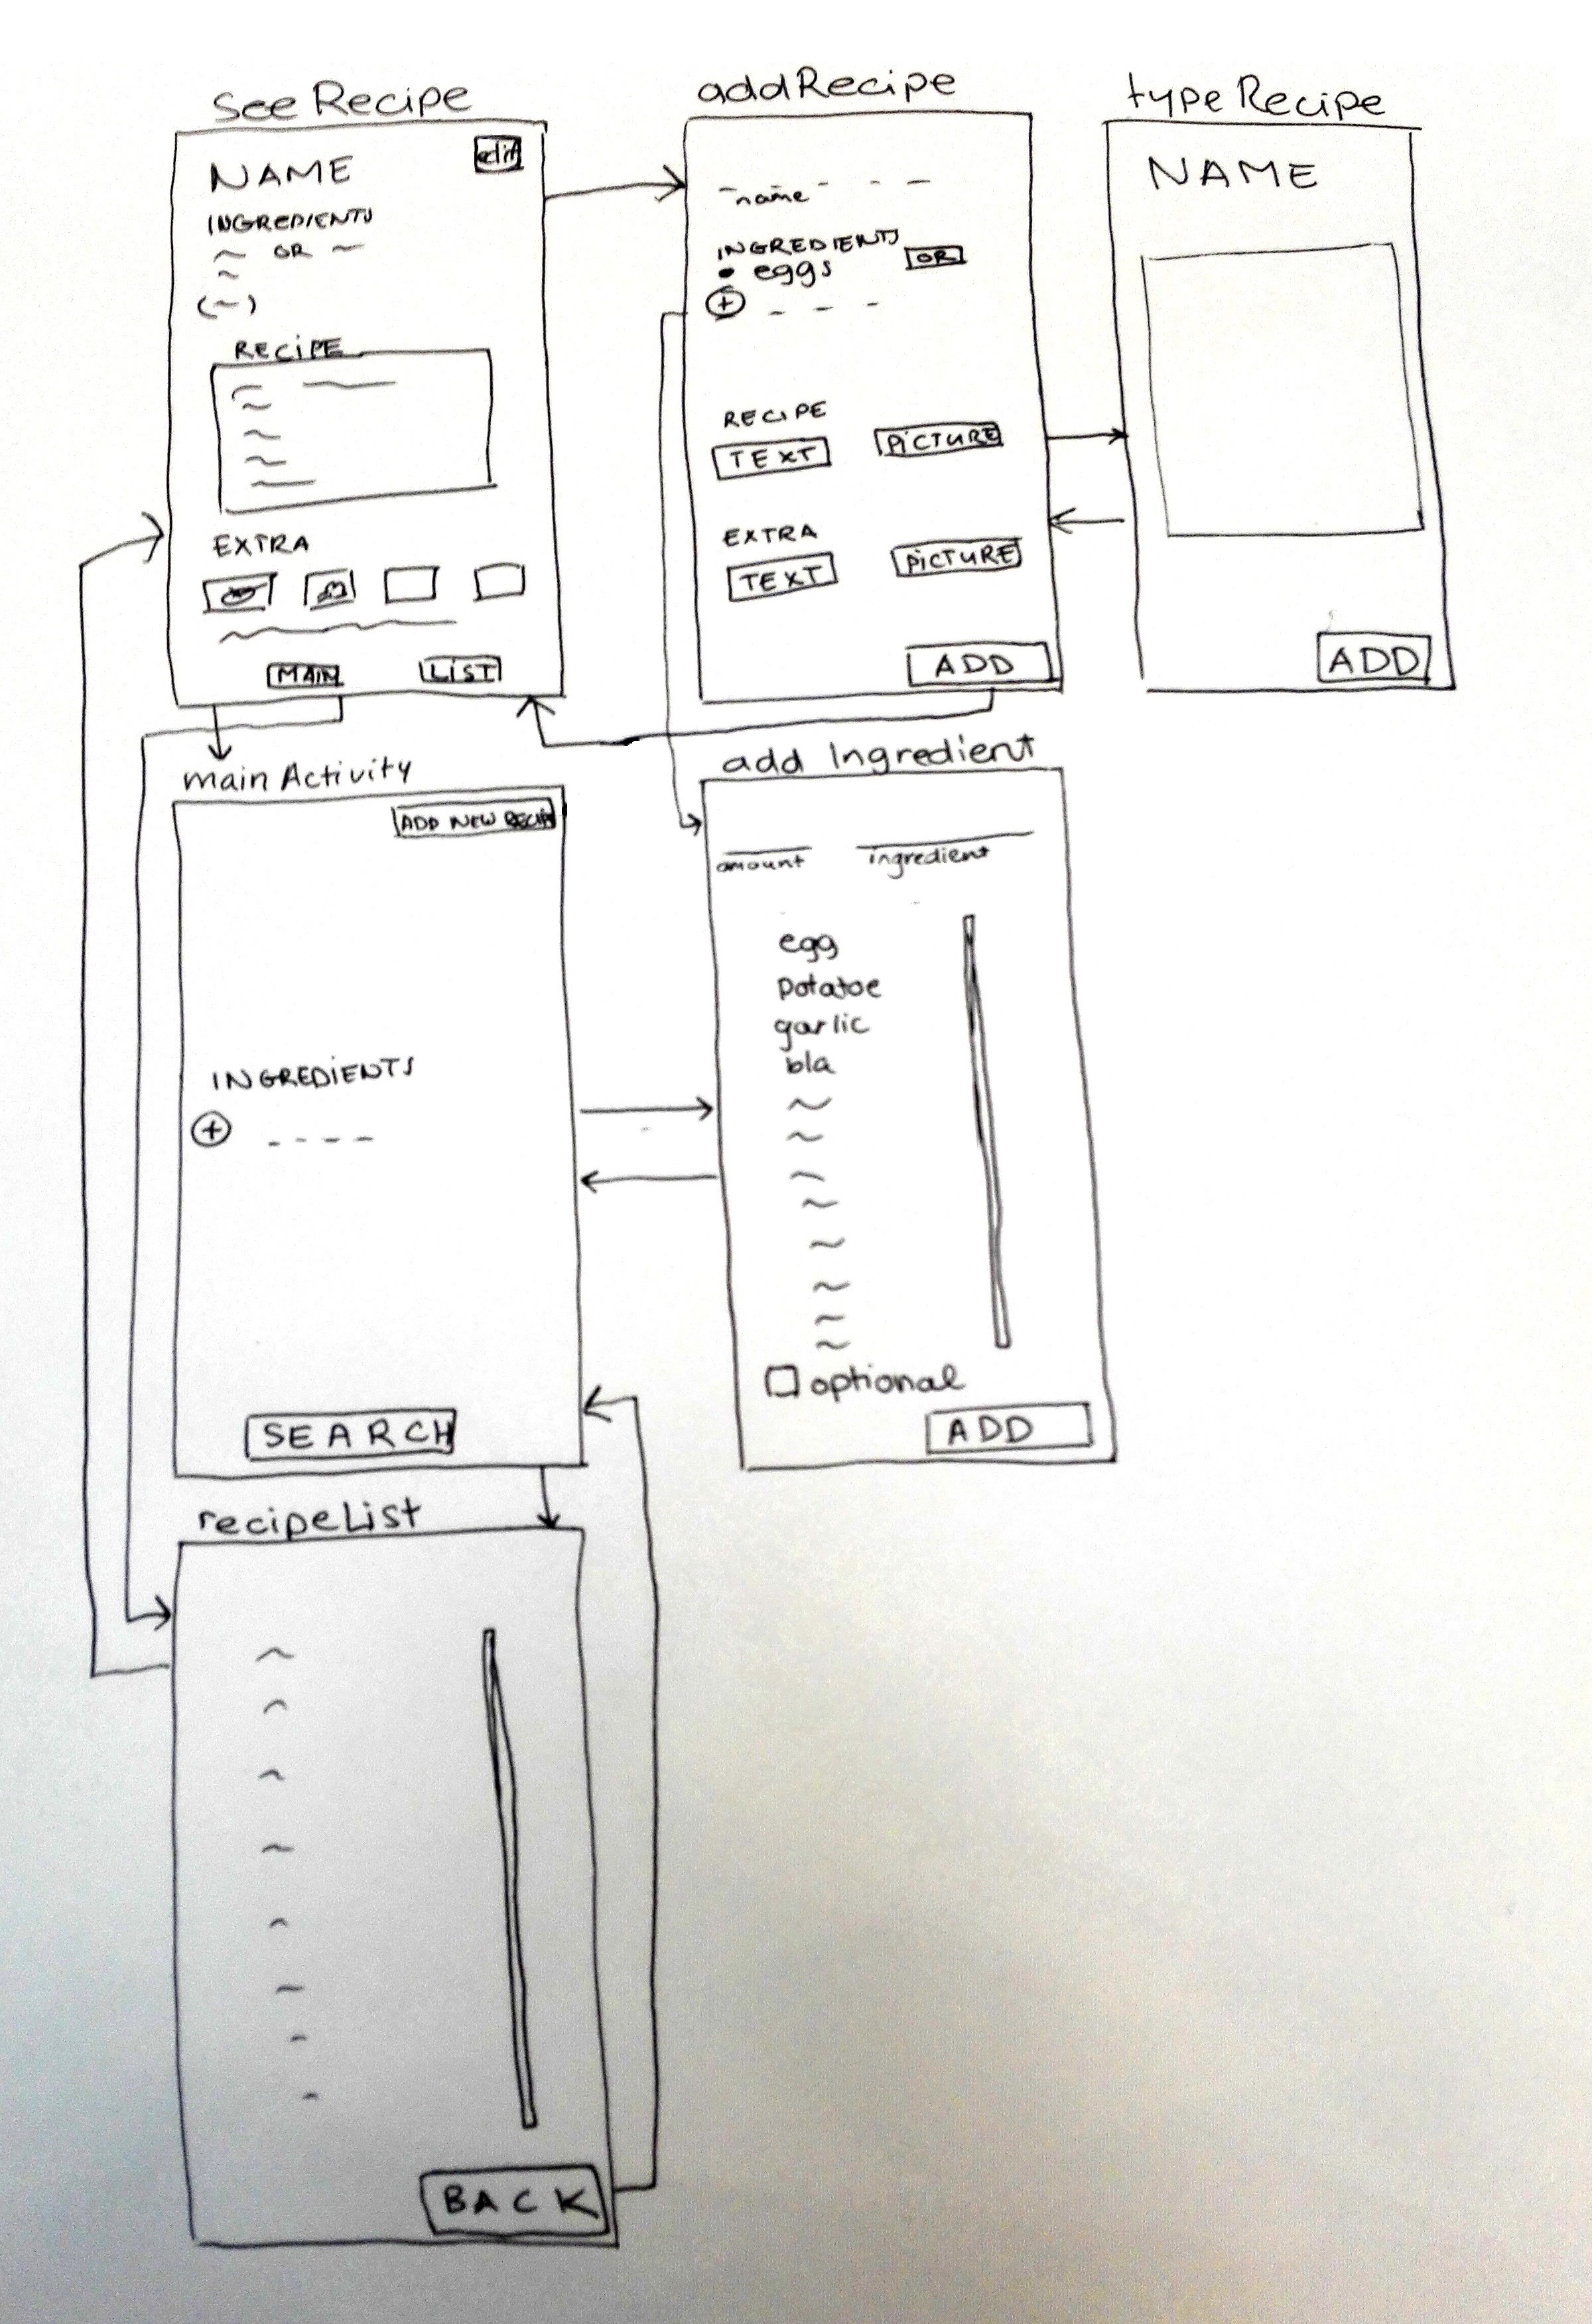 see Recipe
NAME
edit
INGREDIENTS
OR
RECIPE
EXTRA
MAIN
LIST
addRecipe
name
INGREDIENTS
OR
• eggs
+
RECIPE
TEXT
PICTURE
EXTRA
TEXT
PICTURE
ADD
type Recipe
NAME
ADD
main Activity
ADD NEW RECIPE
INGREDIENTS
+
SEARCH
add Ingredient
amount
ingredient
egg
potatoe
garlic
bla
optional
ADD
recipeList
BACK